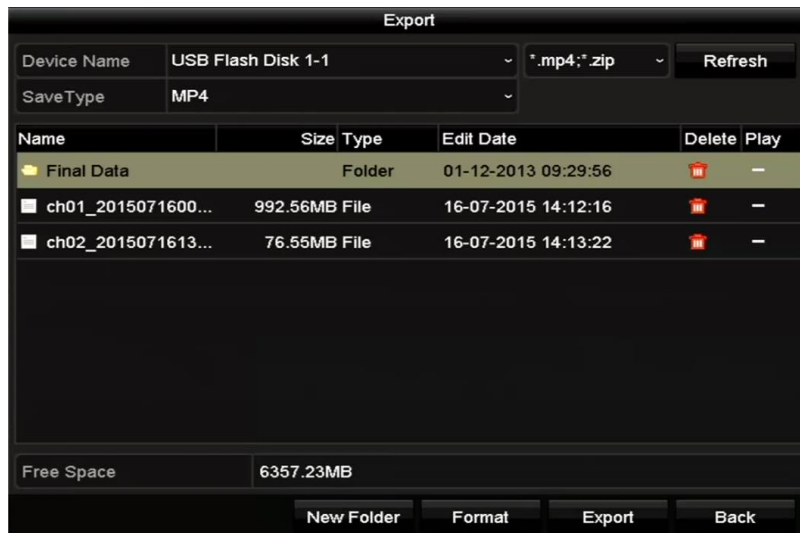 Export
Device Name USB Flash Disk 1-1 *.mp4;*.zip Refresh
SaveType MP4
Name Size Type Edit Date Delete Play
Final Data Folder 01-12-2013 09:29:56
ch01_2015071600... 992.56MB File 16-07-2015 14:12:16
ch02_2015071613... 76.55MB File 16-07-2015 14:13:22
Free Space 6357.23MB
New Folder Format Export Back